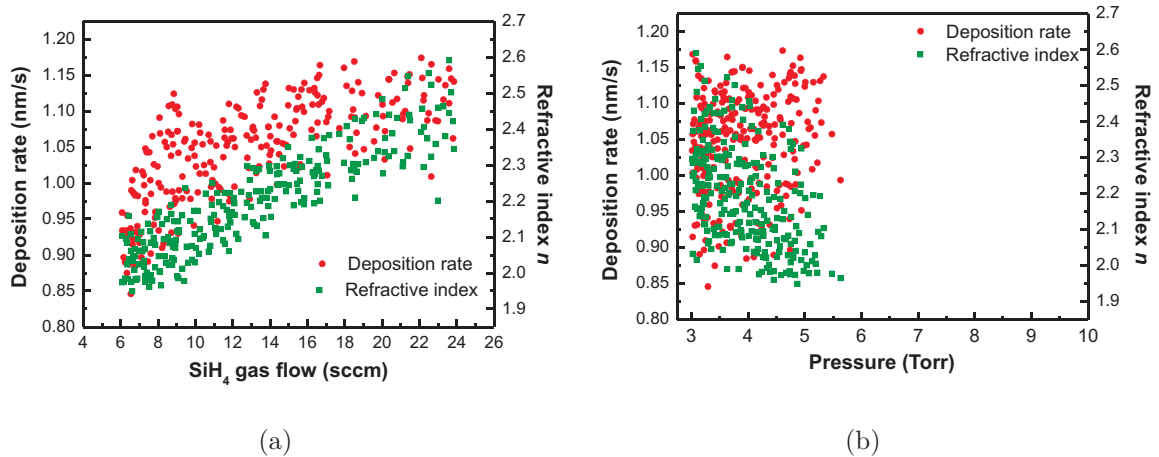 2.7
1.20
2.6
1.15
2.5
1.10
2.4
1.05
2.3
1.00
2.2
0.95
2.1
0.90
2.0
0.85
1.9
0.80
Deposition rate (nm/s)
Refractive index n
Deposition rate
Refractive index
4 6 8 10 12 14 16 18 20 22 24 26
SiH₄ gas flow (sccm)
(a)
2.7
1.20
2.6
1.15
2.5
1.10
2.4
1.05
2.3
1.00
2.2
0.95
2.1
0.90
2.0
0.85
1.9
0.80
Deposition rate (nm/s)
Refractive index n
Deposition rate
Refractive index
3 4 5 6 7 8 9 10
Pressure (Torr)
(b)